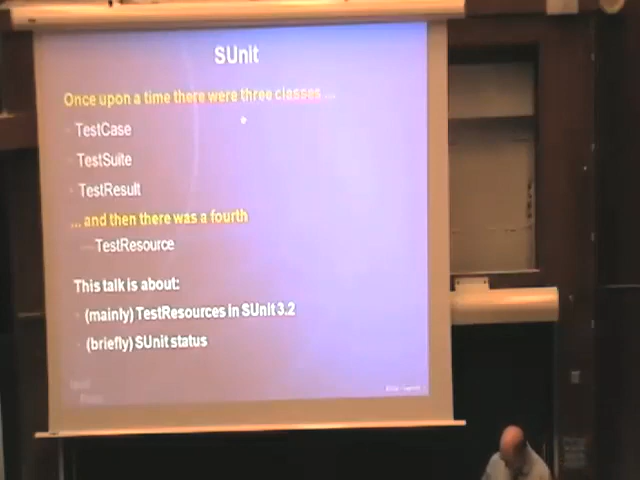 SUnit
Once upon a time there were three classes ...
TestCase
TestSuite
TestResult
... and then there was a fourth
TestResource
This talk is about:
(mainly) TestResources in SUnit 3.2
(briefly) SUnit status